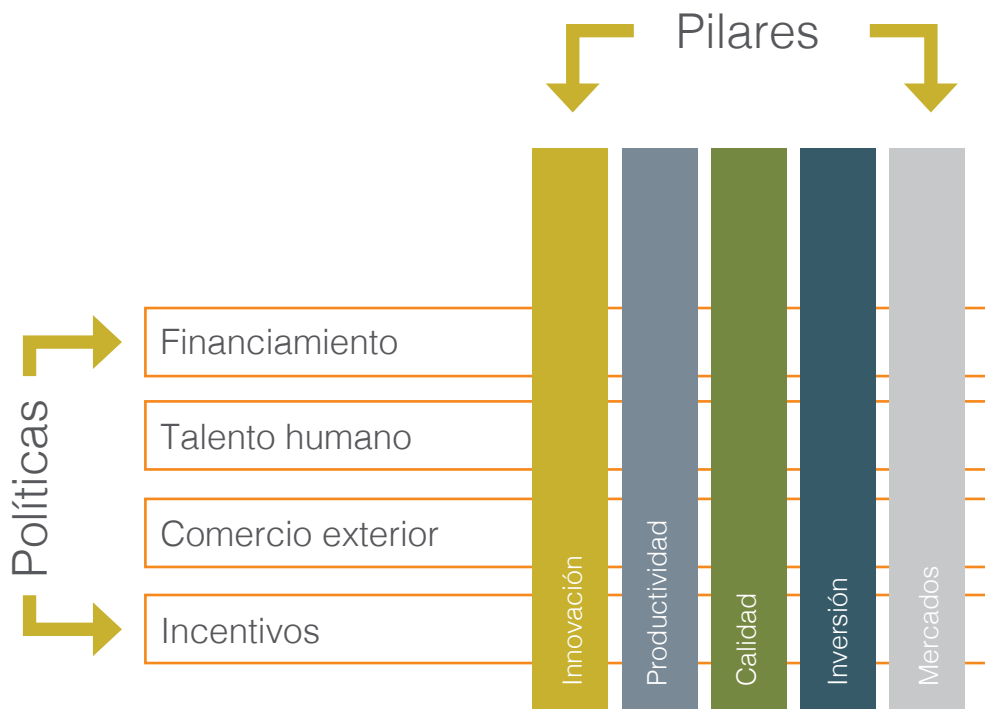 Pilares
Políticas
Financiamiento
Talento humano
Comercio exterior
Incentivos
Innovación
Productividad
Calidad
Inversión
Mercados